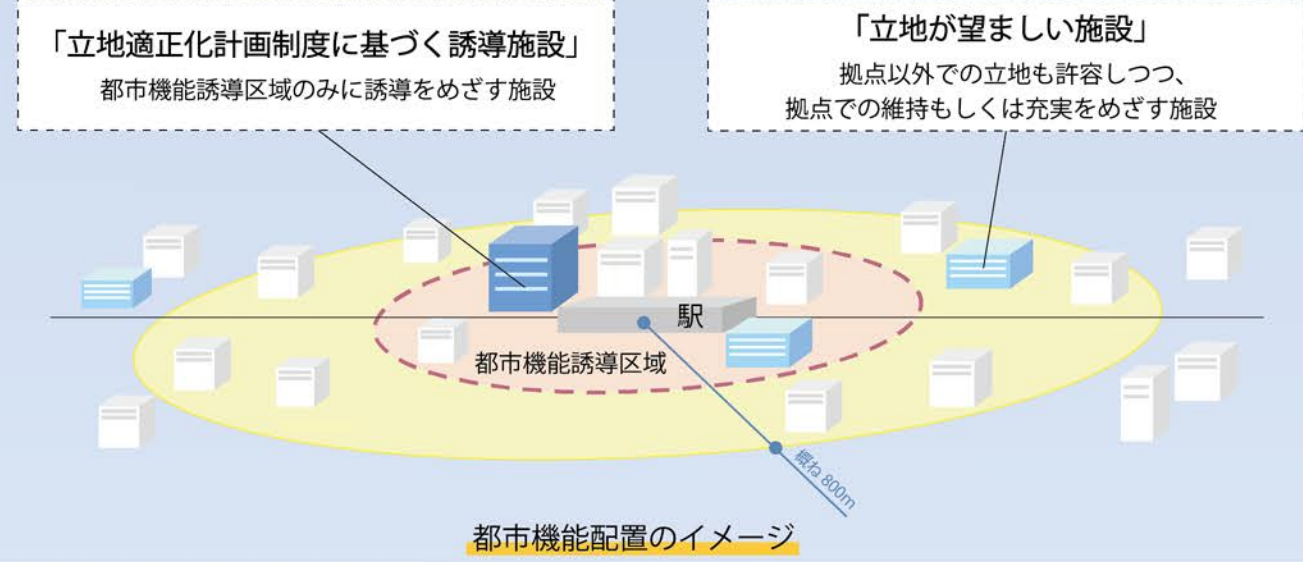 「立地適正化計画制度に基づく誘導施設」
都市機能誘導区域のみに誘導をめざす施設
「立地が望ましい施設」
拠点以外での立地も許容しつつ、
拠点での維持もしくは充実をめざす施設
駅
都市機能誘導区域
概ね 800m
都市機能配置のイメージ